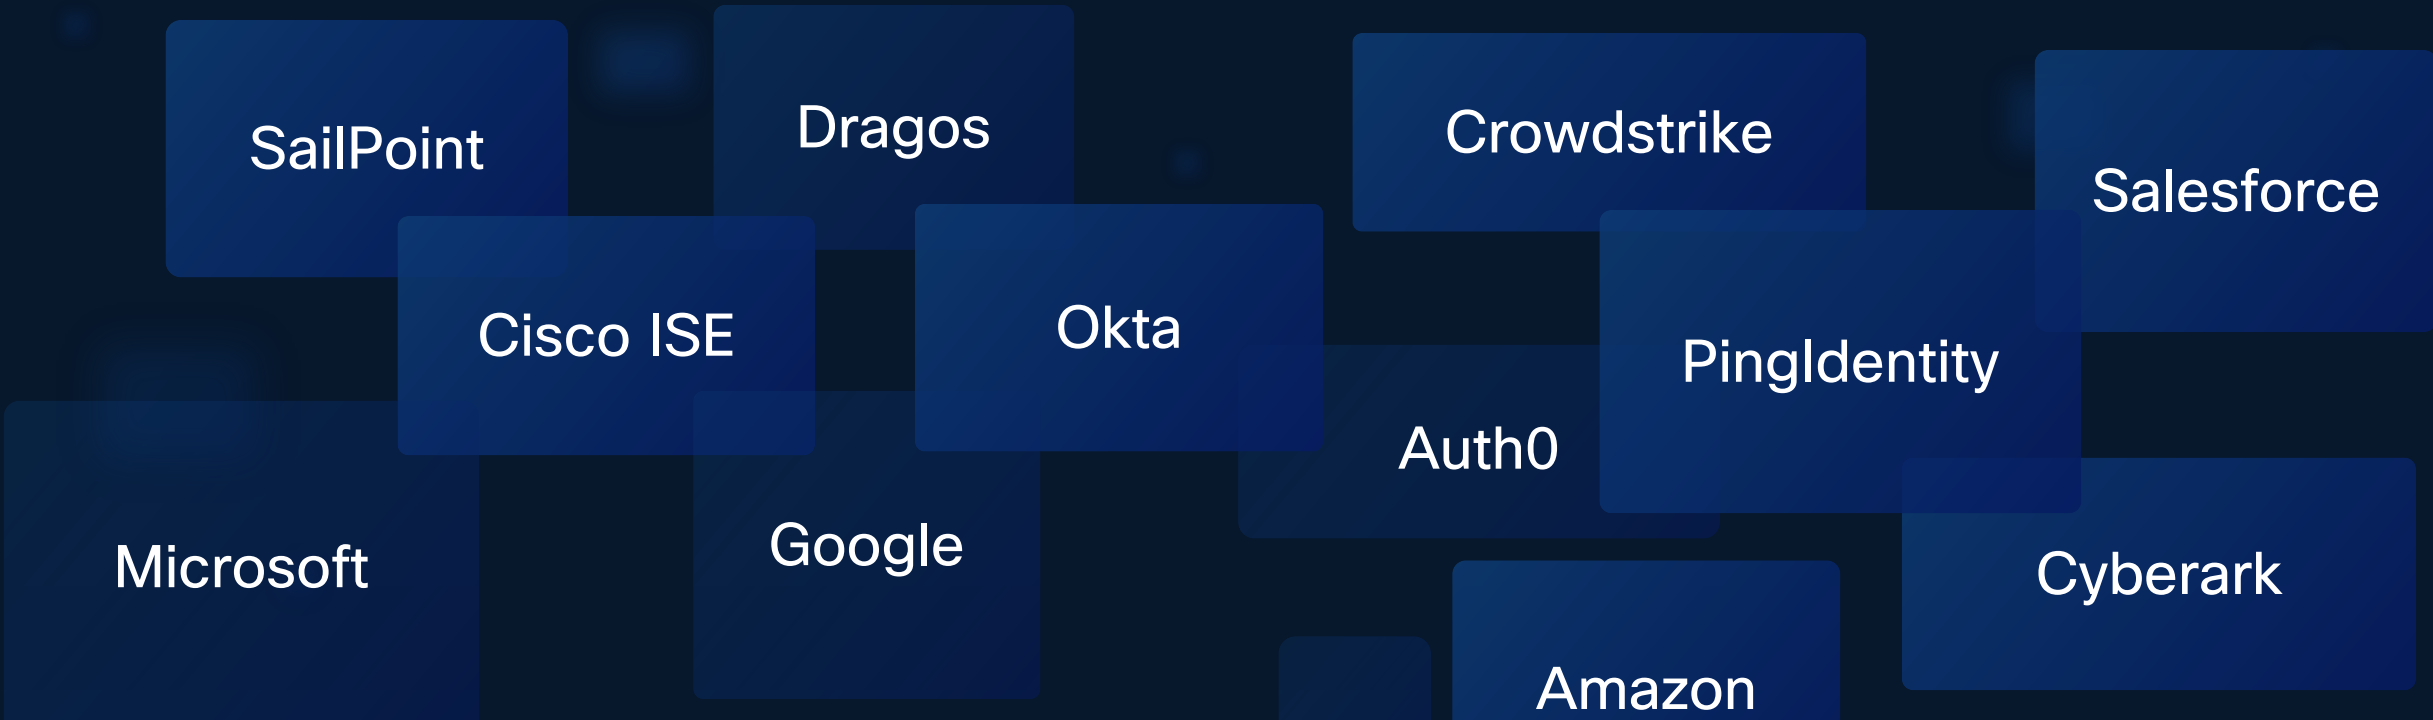 SailPoint
Dragos
Crowdstrike
Salesforce
Cisco ISE
Okta
PingIdentity
Auth0
Microsoft
Google
Cyberark
Amazon